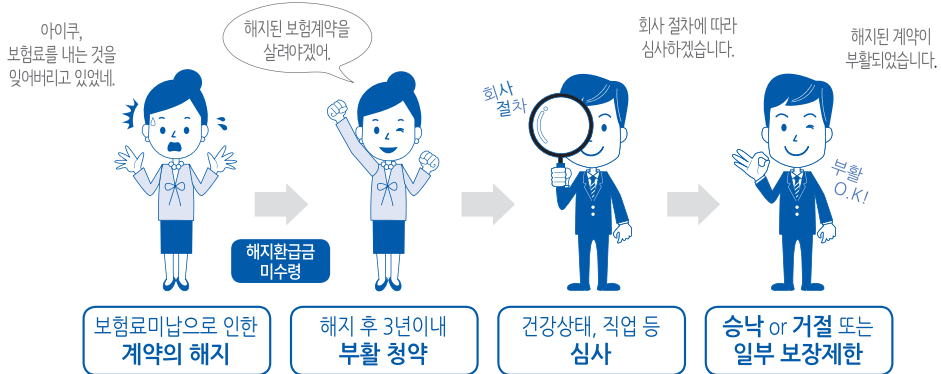 아이쿠,
보험료를 내는 것을
잊어버리고 있었네.
해지된 보험계약을
살려야겠어.
회사 절차에 따라
심사하겠습니다.
해지된 계약이
부활되었습니다.
회사
절차
부활
O.K!
해지환급금
미수령
보험료미납으로 인한
계약의 해지
해지 후 3년이내
부활 청약
건강상태, 직업 등
심사
승낙 or 거절 또는
일부 보장제한